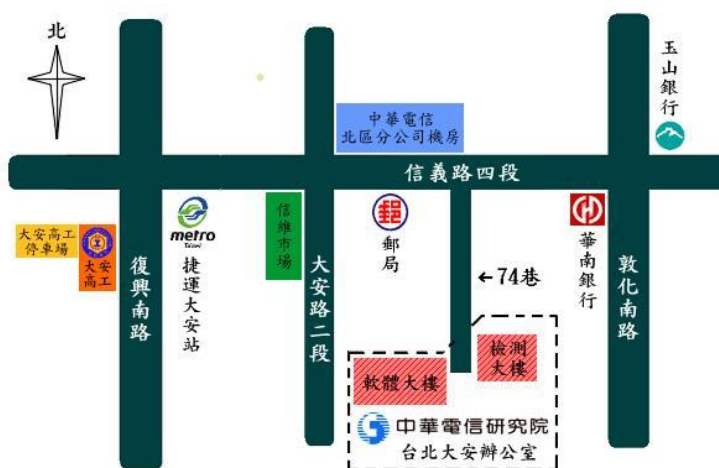 北
玉山銀行
中華電信
北區分公司機房
信義路四段
大安高工
停車場
大安
高工
復興南路
metro
Taipei
捷運大安站
信維市場
大安路二段
郵
郵局
←74巷
華南銀行
敦化南路
軟體大樓
檢測
大樓
中華電信研究院
台北大安辦公室